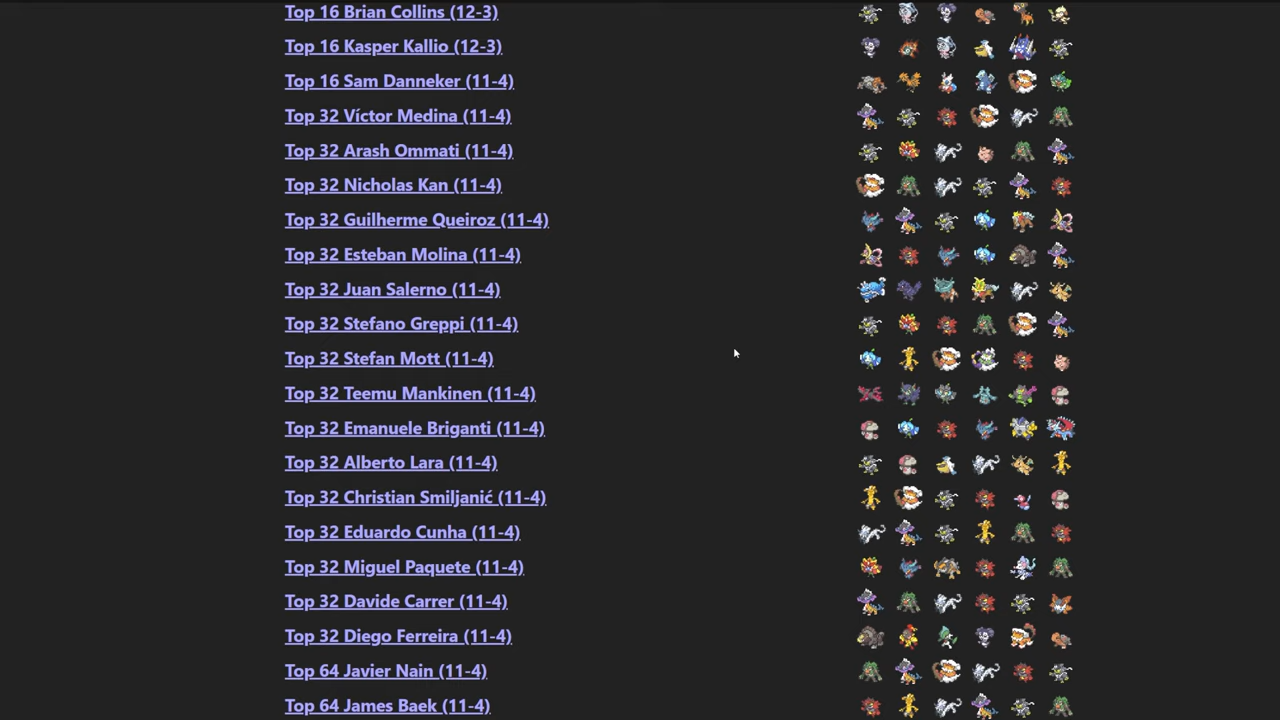 Top 16 Brian Collins (12-3)
Top 16 Kasper Kallio (12-3)
Top 16 Sam Danneker (11-4)
Top 32 Víctor Medina (11-4)
Top 32 Arash Ommati (11-4)
Top 32 Nicholas Kan (11-4)
Top 32 Guilherme Queiroz (11-4)
Top 32 Esteban Molina (11-4)
Top 32 Juan Salerno (11-4)
Top 32 Stefano Greppi (11-4)
Top 32 Stefan Mott (11-4)
Top 32 Teemu Mankinen (11-4)
Top 32 Emanuele Briganti (11-4)
Top 32 Alberto Lara (11-4)
Top 32 Christian Smiljanić (11-4)
Top 32 Eduardo Cunha (11-4)
Top 32 Miguel Paquete (11-4)
Top 32 Davide Carrer (11-4)
Top 32 Diego Ferreira (11-4)
Top 64 Javier Nain (11-4)
Top 64 James Baek (11-4)